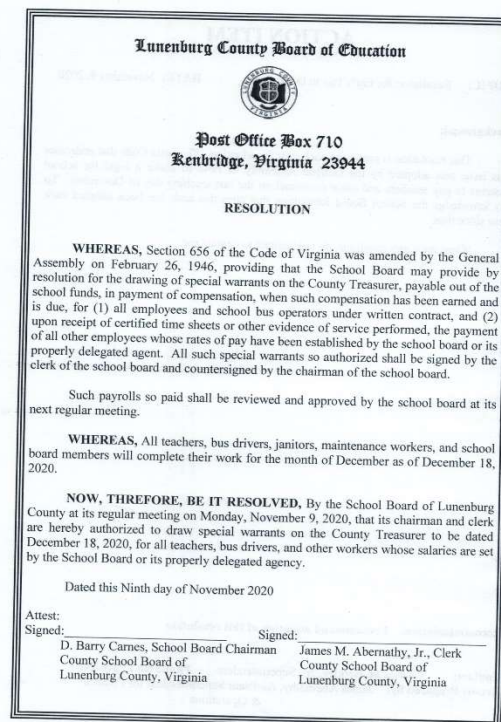 Lunenburg County Board of Education
LUNENBURG COUNTY
VIRGINIA
Post Office Box 710
Kenbridge, Virginia 23944
RESOLUTION
WHEREAS, Section 656 of the Code of Virginia was amended by the General
Assembly on February 26, 1946, providing that the School Board may provide by
resolution for the drawing of special warrants on the County Treasurer, payable out of the
school funds, in payment of compensation, when such compensation has been earned and
is due, for (1) all employees and school bus operators under written contract, and (2)
upon receipt of certified time sheets or other evidence of service performed, the payment
of all other employees whose rates of pay have been established by the school board or its
properly delegated agent. All such special warrants so authorized shall be signed by the
clerk of the school board and countersigned by the chairman of the school board.
Such payrolls so paid shall be reviewed and approved by the school board at its
next regular meeting.
WHEREAS, All teachers, bus drivers, janitors, maintenance workers, and school
board members will complete their work for the month of December as of December 18,
2020.
NOW, THREFORE, BE IT RESOLVED, By the School Board of Lunenburg
County at its regular meeting on Monday, November 9, 2020, that its chairman and clerk
are hereby authorized to draw special warrants on the County Treasurer to be dated
December 18, 2020, for all teachers, bus drivers, and other workers whose salaries are set
by the School Board or its properly delegated agency.
Dated this Ninth day of November 2020
Attest:
Signed: Signed:
D. Barry Carnes, School Board Chairman James M. Abernathy, Jr., Clerk
County School Board of County School Board of
Lunenburg County, Virginia Lunenburg County, Virginia